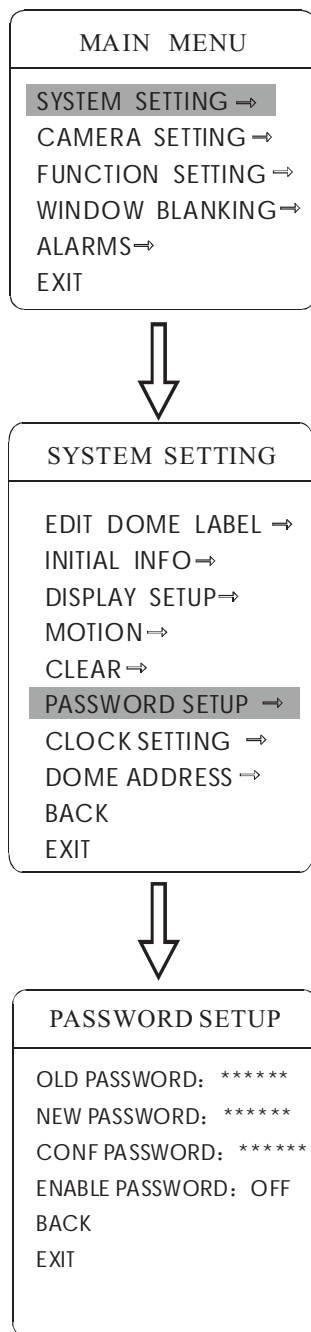 MAIN MENU
SYSTEM SETTING ⇒
CAMERA SETTING ⇒
FUNCTION SETTING ⇒
WINDOW BLANKING ⇒
ALARMS ⇒
EXIT
SYSTEM SETTING
EDIT DOME LABEL ⇒
INITIAL INFO ⇒
DISPLAY SETUP ⇒
MOTION ⇒
CLEAR ⇒
PASSWORD SETUP ⇒
CLOCK SETTING ⇒
DOME ADDRESS ⇒
BACK
EXIT
PASSWORD SETUP
OLD PASSWORD: ******
NEW PASSWORD: ******
CONF PASSWORD: ******
ENABLE PASSWORD: OFF
BACK
EXIT